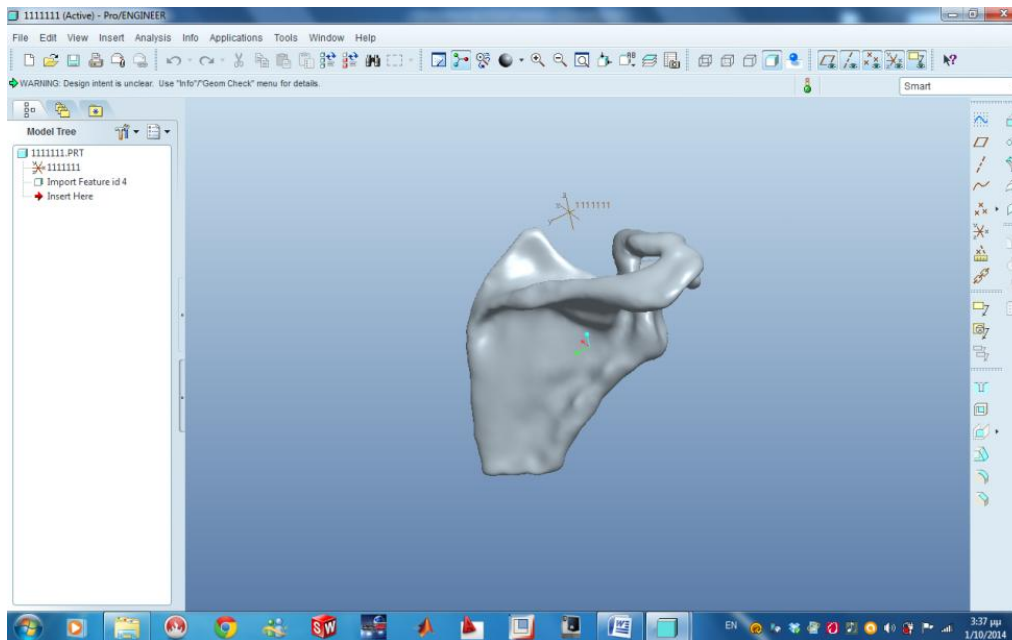 1111111 (Active) - Pro/ENGINEER
File Edit View Insert Analysis Info Applications Tools Window Help
WARNING: Design intent is unclear. Use "Info"/"Geom Check" menu for details.
Smart
Model Tree
1111111.PRT
1111111
Import Feature id 4
Insert Here
1111111
EN
3:37 μμ
1/10/2014